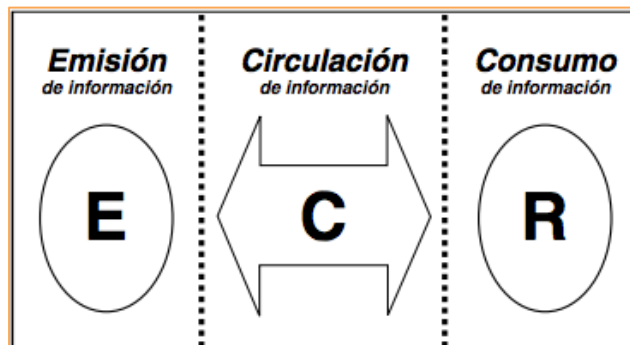 Emisión
de información
Circulación
de información
Consumo
de información
E
C
R